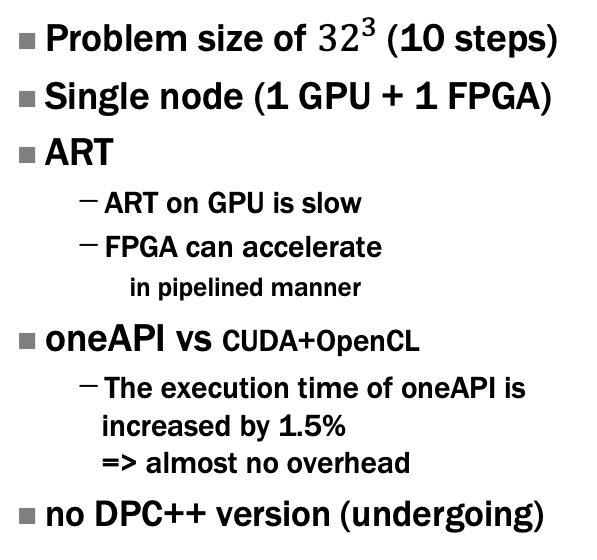 ■ Problem size of 32³ (10 steps)
■ Single node (1 GPU + 1 FPGA)
■ ART
– ART on GPU is slow
– FPGA can accelerate
in pipelined manner
■ oneAPI vs CUDA+OpenCL
– The execution time of oneAPI is
increased by 1.5%
=> almost no overhead
■ no DPC++ version (undergoing)